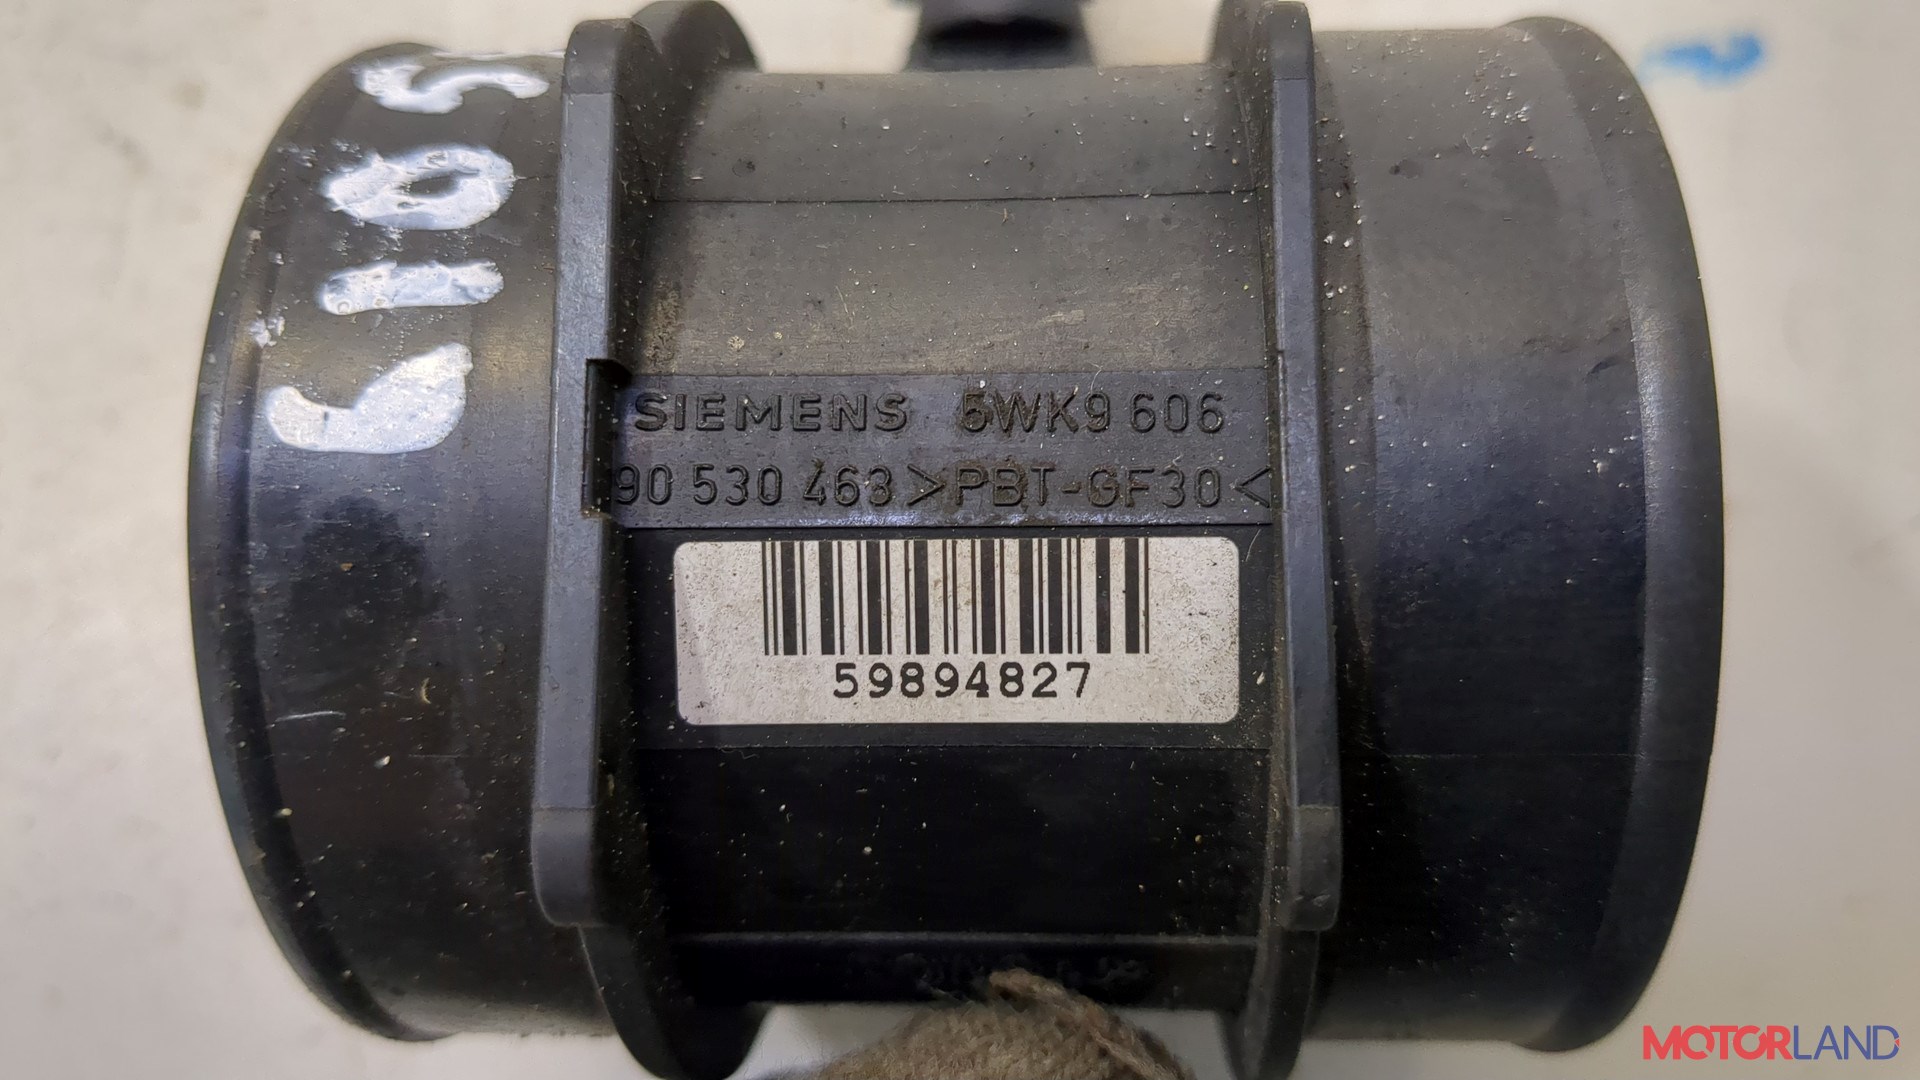 SIEMENS 5WK9 606
90 530 463 >PBT-GF30<
59894827
MOTORLAND